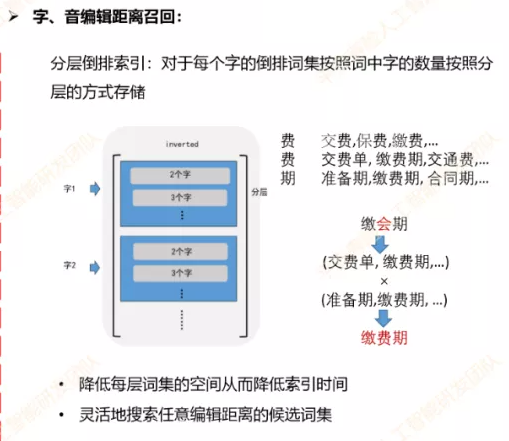 字、音编辑距离召回：
分层倒排索引：对于每个字的倒排词集按照词中字的数量按照分
层的方式存储
inverted
字1
2个字
3个字
分层
字2
2个字
3个字
费 交费,保费,缴费,...
费 交费单, 缴费期,交通费,...
期 准备期,缴费期, 合同期,...
缴会期
(交费单, 缴费期,...)
×
(准备期,缴费期, ...)
缴费期
• 降低每层词集的空间从而降低索引时间
• 灵活地搜索任意编辑距离的候选词集